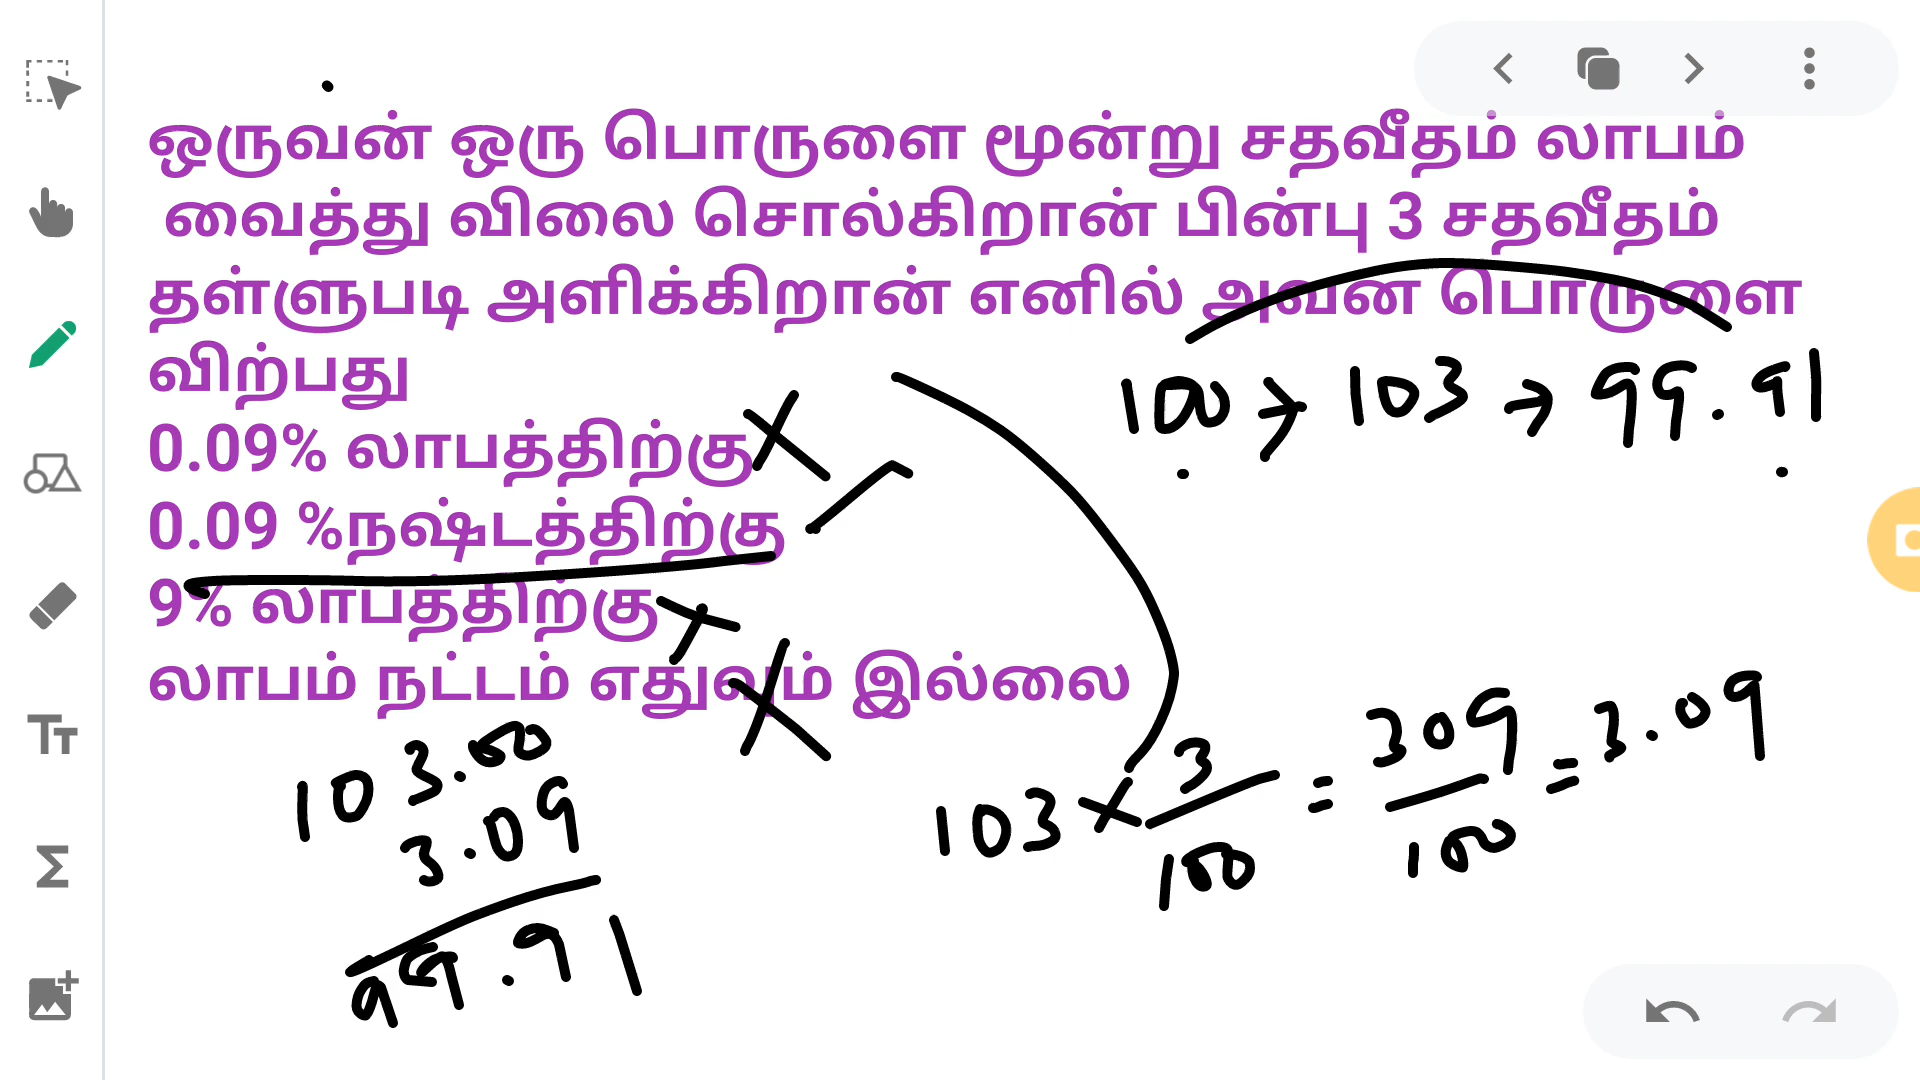 ஒருவன் ஒரு பொருளை மூன்று சதவீதம் லாபம்
வைத்து விலை சொல்கிறான் பின்பு 3 சதவீதம்
தள்ளுபடி அளிக்கிறான் எனில் அவன் பொருளை
விற்பது
100 → 103 → 99.91
0.09% லாபத்திற்கு
0.09 %நஷ்டத்திற்கு
9% லாபத்திற்கு
லாபம் நட்டம் எதுவும் இல்லை
103.00
3.09
99.91
103 × 3/100 = 309/100 = 3.09
Tт
Σ